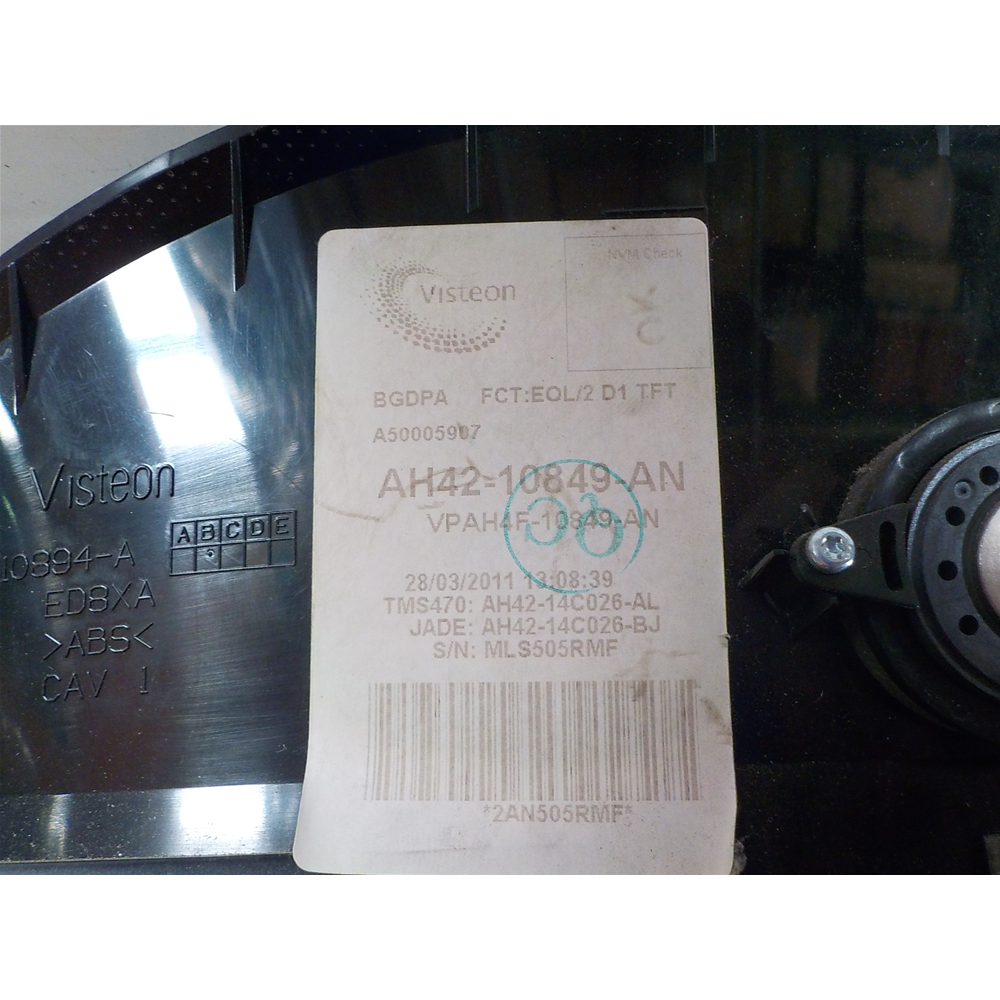 NVM Check
Visteon
BGDPA FCT:EOL/2 D1 TFT
A50005907
AH42-10849-AN
VPAH4F-10849-AN
28/03/2011 13:08:39
TMS470: AH42-14C026-AL
JADE: AH42-14C026-BJ
S/N: MLS505RMF
*2AN505RMF*
Visteon
A B C D E
10894-A
ED8XA
>ABS<
CAV 1